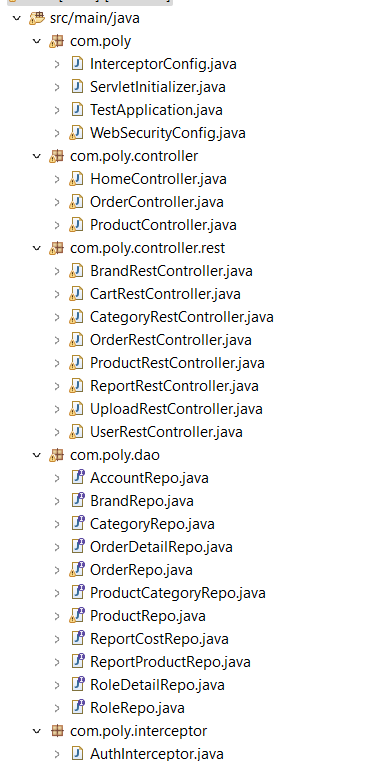 src/main/java
com.poly
InterceptorConfig.java
ServletInitializer.java
TestApplication.java
WebSecurityConfig.java
com.poly.controller
HomeController.java
OrderController.java
ProductController.java
com.poly.controller.rest
BrandRestController.java
CartRestController.java
CategoryRestController.java
OrderRestController.java
ProductRestController.java
ReportRestController.java
UploadRestController.java
UserRestController.java
com.poly.dao
AccountRepo.java
BrandRepo.java
CategoryRepo.java
OrderDetailRepo.java
OrderRepo.java
ProductCategoryRepo.java
ProductRepo.java
ReportCostRepo.java
ReportProductRepo.java
RoleDetailRepo.java
RoleRepo.java
com.poly.interceptor
AuthInterceptor.java